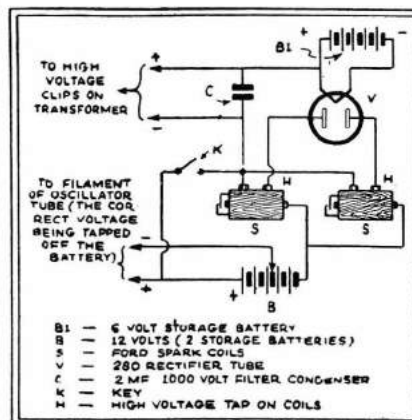 + -
B1
+
TO HIGH
VOLTAGE
CLIPS ON
TRANSFORMER
-
C
V
K
H
H
TO FILAMENT
OF OSCILLATOR
TUBE (THE COR
RECT VOLTAGE
BEING TAPPED
OFF THE
BATTERY)
S
S
-
+
+
B
B1 — 6 VOLT STORAGE BATTERY
B — 12 VOLTS (2 STORAGE BATTERIES)
S — FORD SPARK COILS
V — 280 RECTIFIER TUBE
C — 2 MF 1000 VOLT FILTER CONDENSER
K — KEY
H — HIGH VOLTAGE TAP ON COILS